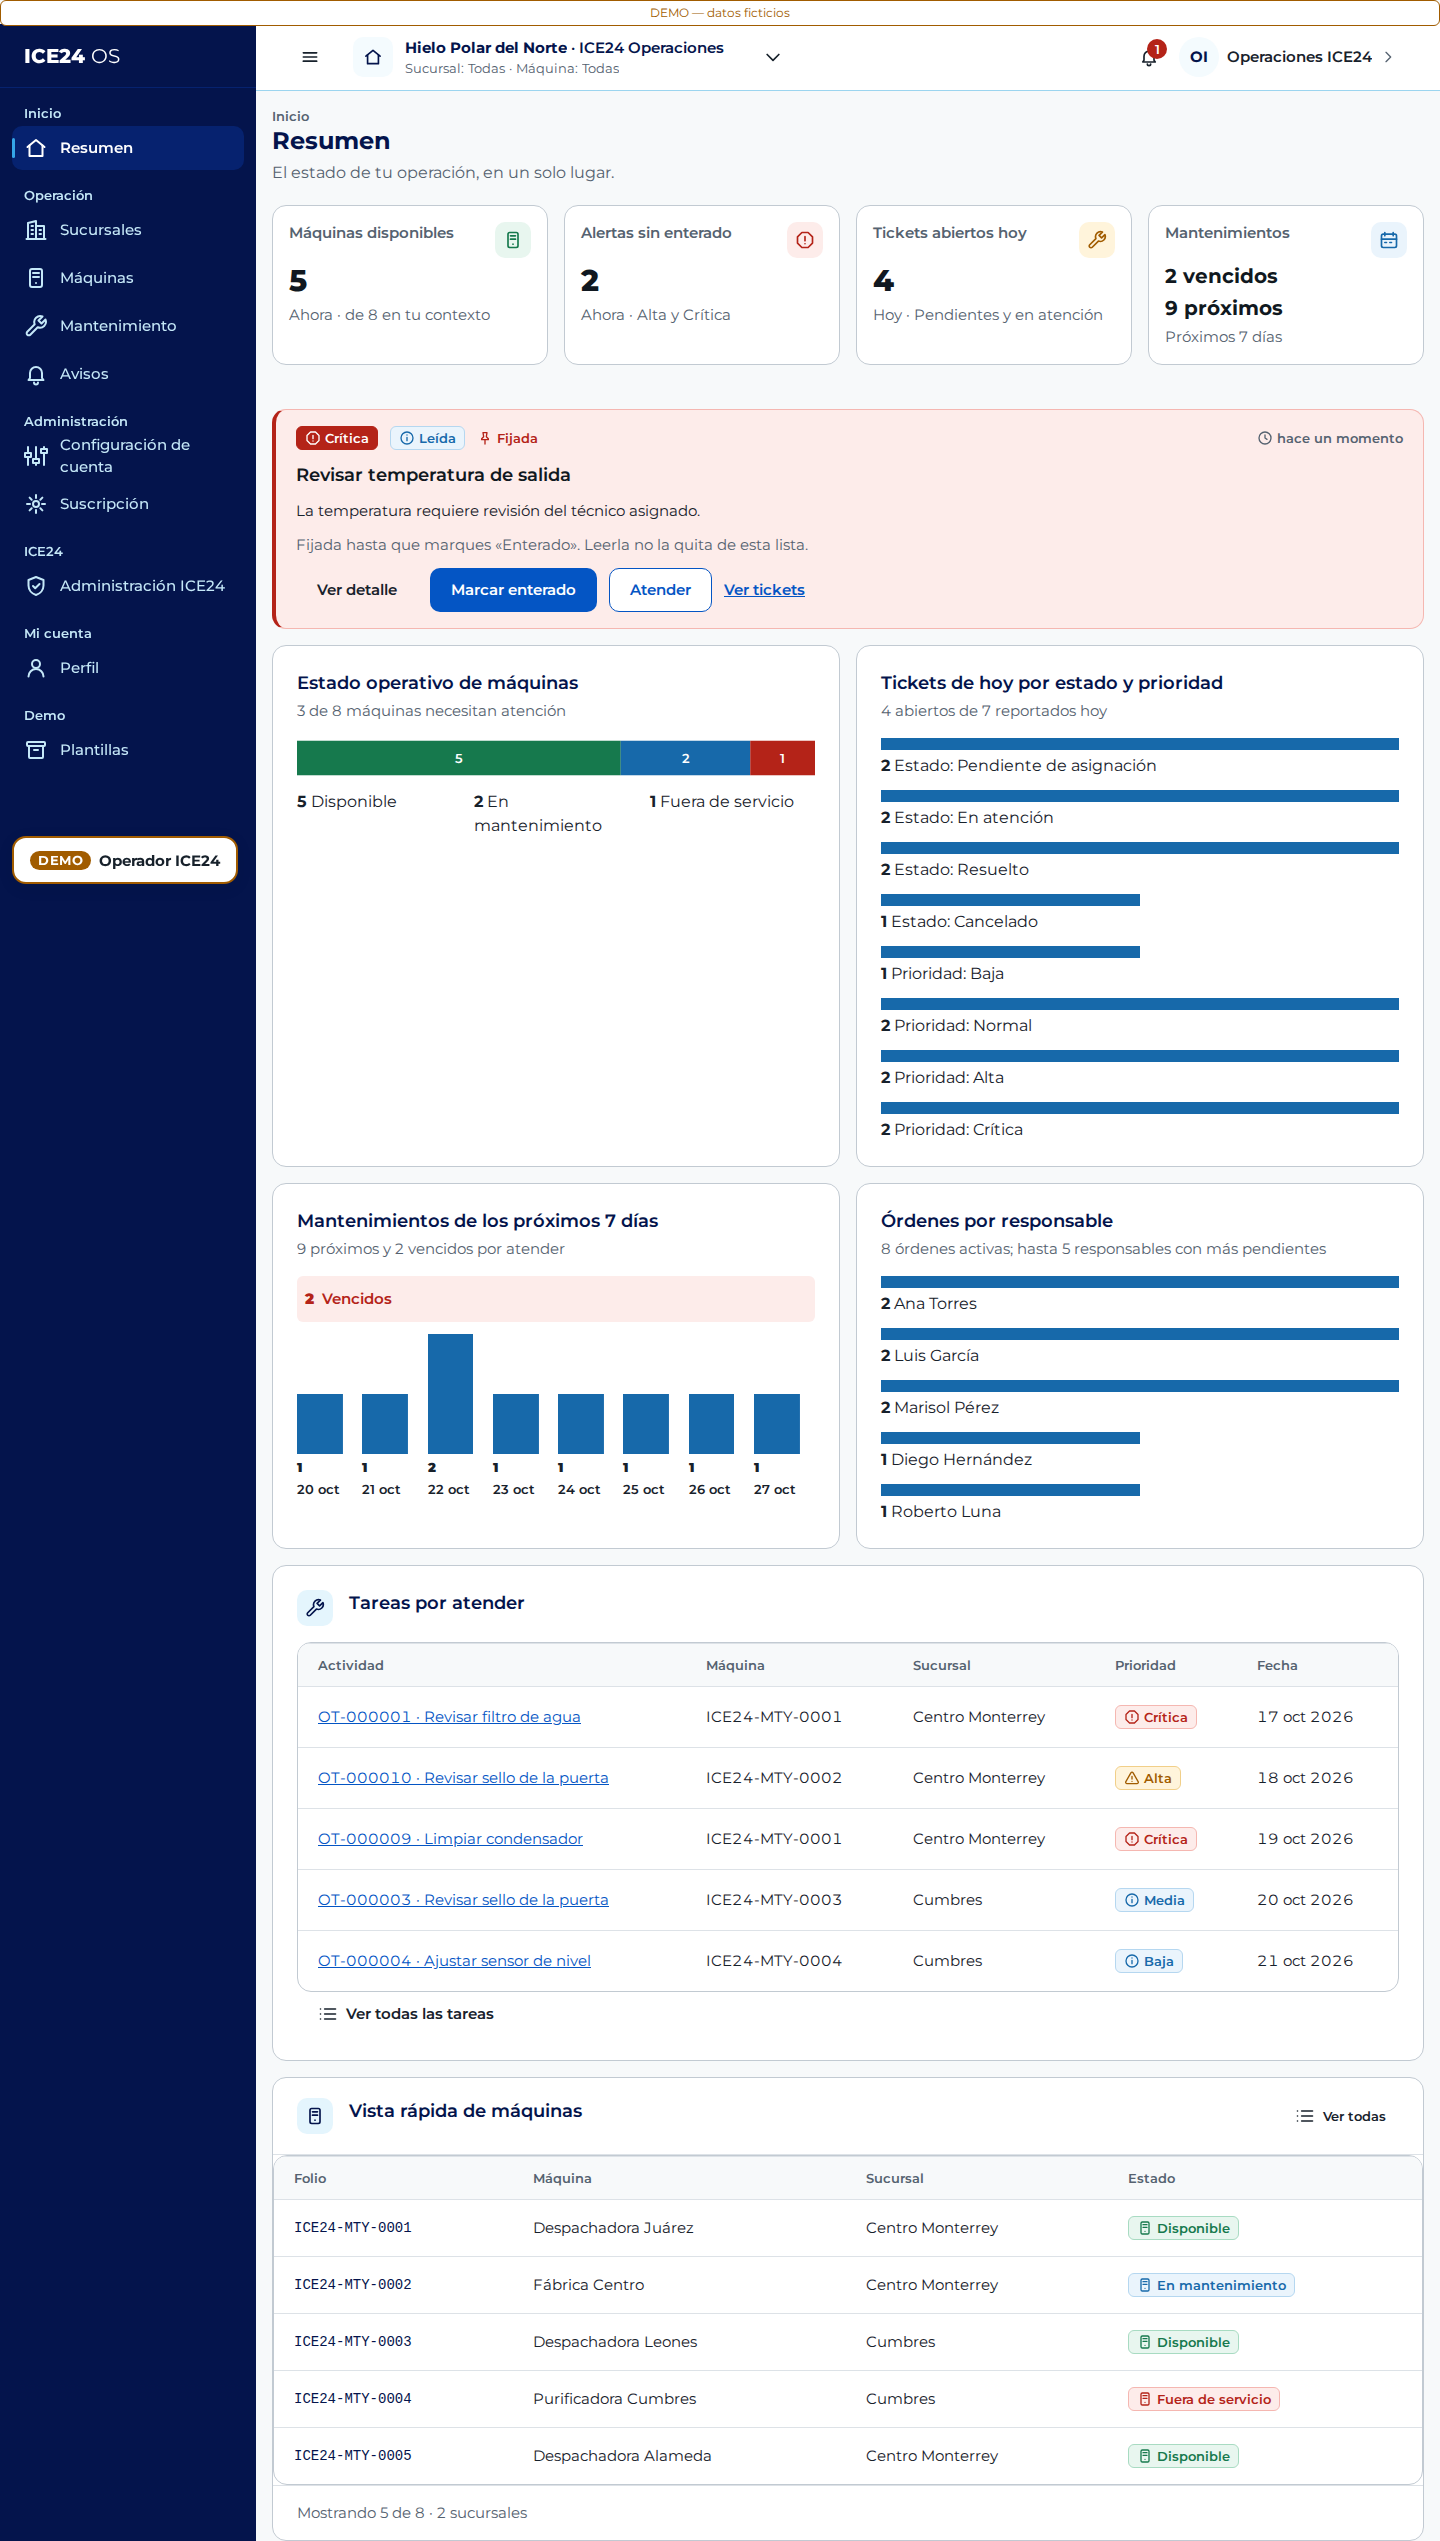 DEMO — datos ficticios
ICE24 OS
Inicio
Resumen
Operación
Sucursales
Máquinas
Mantenimiento
Avisos
Administración
Configuración de
cuenta
Suscripción
ICE24
Administración ICE24
Mi cuenta
Perfil
Demo
Plantillas
DEMO Operador ICE24
Hielo Polar del Norte · ICE24 Operaciones
Sucursal: Todas · Máquina: Todas
1
OI
Operaciones ICE24
Inicio
Resumen
El estado de tu operación, en un solo lugar.
Máquinas disponibles
5
Ahora · de 8 en tu contexto
Alertas sin enterado
2
Ahora · Alta y Crítica
Tickets abiertos hoy
4
Hoy · Pendientes y en atención
Mantenimientos
2 vencidos
9 próximos
Próximos 7 días
Crítica Leída Fijada hace un momento
Revisar temperatura de salida
La temperatura requiere revisión del técnico asignado.
Fijada hasta que marques «Enterado». Leerla no la quita de esta lista.
Ver detalle Marcar enterado Atender Ver tickets
Estado operativo de máquinas
3 de 8 máquinas necesitan atención
5 2 1
5 Disponible
2 En
mantenimiento
1 Fuera de servicio
Tickets de hoy por estado y prioridad
4 abiertos de 7 reportados hoy
2 Estado: Pendiente de asignación
2 Estado: En atención
2 Estado: Resuelto
1 Estado: Cancelado
1 Prioridad: Baja
2 Prioridad: Normal
2 Prioridad: Alta
2 Prioridad: Crítica
Mantenimientos de los próximos 7 días
9 próximos y 2 vencidos por atender
2 Vencidos
1 1 2 1 1 1 1 1
20 oct 21 oct 22 oct 23 oct 24 oct 25 oct 26 oct 27 oct
Órdenes por responsable
8 órdenes activas; hasta 5 responsables con más pendientes
2 Ana Torres
2 Luis García
2 Marisol Pérez
1 Diego Hernández
1 Roberto Luna
Tareas por atender
Actividad Máquina Sucursal Prioridad Fecha
OT-000001 · Revisar filtro de agua ICE24-MTY-0001 Centro Monterrey Crítica 17 oct 2026
OT-000010 · Revisar sello de la puerta ICE24-MTY-0002 Centro Monterrey Alta 18 oct 2026
OT-000009 · Limpiar condensador ICE24-MTY-0001 Centro Monterrey Crítica 19 oct 2026
OT-000003 · Revisar sello de la puerta ICE24-MTY-0003 Cumbres Media 20 oct 2026
OT-000004 · Ajustar sensor de nivel ICE24-MTY-0004 Cumbres Baja 21 oct 2026
Ver todas las tareas
Vista rápida de máquinas Ver todas
Folio Máquina Sucursal Estado
ICE24-MTY-0001 Despachadora Juárez Centro Monterrey Disponible
ICE24-MTY-0002 Fábrica Centro Centro Monterrey En mantenimiento
ICE24-MTY-0003 Despachadora Leones Cumbres Disponible
ICE24-MTY-0004 Purificadora Cumbres Cumbres Fuera de servicio
ICE24-MTY-0005 Despachadora Alameda Centro Monterrey Disponible
Mostrando 5 de 8 · 2 sucursales